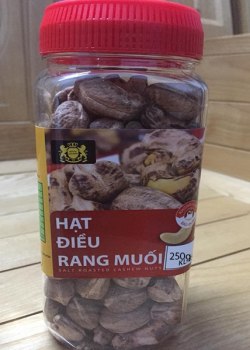 HẠT
ĐIỀU
RANG MUỐI
SALT ROASTED CASHEW NUTS
250g